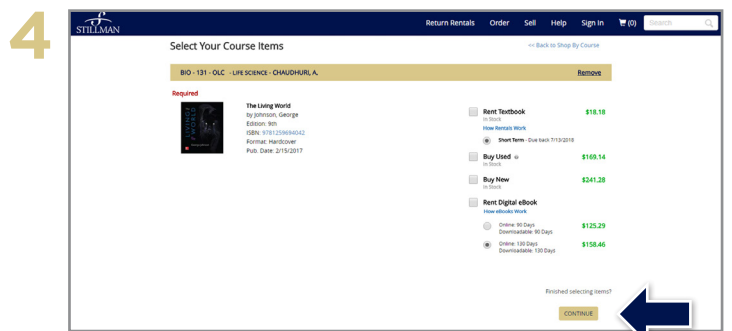 4
STILLMAN
Return Rentals Order Sell Help Sign In (0) Search
Select Your Course Items
<< Back to Shop By Course
BIO - 131 - OLC - LIFE SCIENCE - CHAUDHURI, A.
Remove
Required
LIVING WORLD
The Living World
by Johnson, George
Edition: 9th
ISBN: 9781259694042
Format: Hardcover
Pub. Date: 2/15/2017
Rent Textbook $18.18
In Stock
How Rentals Work
Short Term - Due back 7/13/2018
Buy Used $169.14
In Stock
Buy New $241.28
In Stock
Rent Digital eBook
How eBooks Work
Online: 90 Days $125.29
Downloadable: 90 Days
Online: 130 Days $158.46
Downloadable: 130 Days
Finished selecting items?
CONTINUE